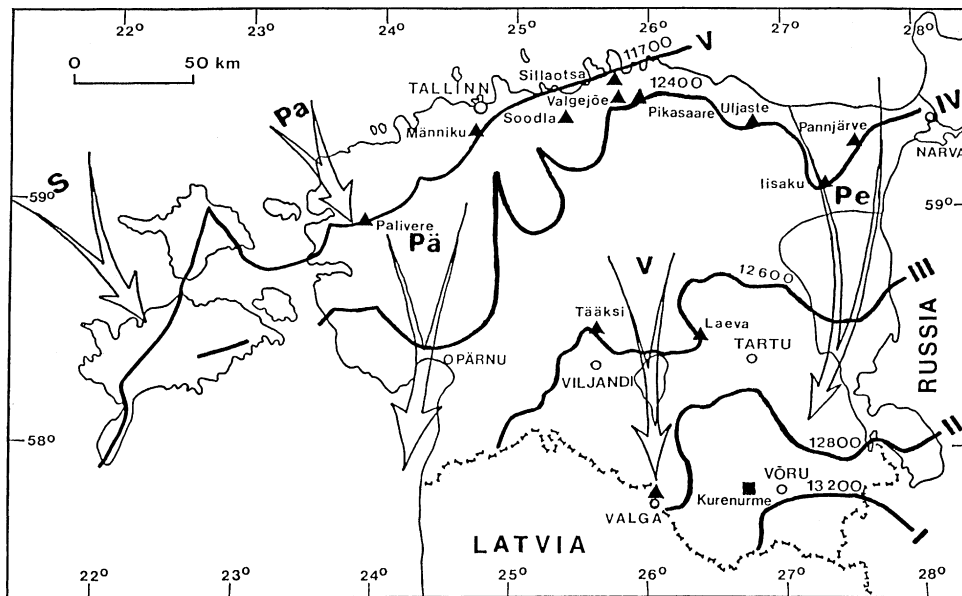 22° 23° 24° 25° 26° 27° 28°
0 50 km
11700 V
Sillaotsa
12400
TALLINN
Valgejõe
Pa
Soodla
Pikasaare
Uljaste
Pannjärve
IV
Männiku
NARVA
S
59°
Iisaku
59°
Palivere
Pä
Pe
V
12600
III
Tääksi
Laeva
RUSSIA
PÄRNU
TARTU
VILJANDI
58°
II
12800
VÕRU
Kurenurme
13200
VALGA
I
LATVIA
22° 23° 24° 25° 26° 27° 28°